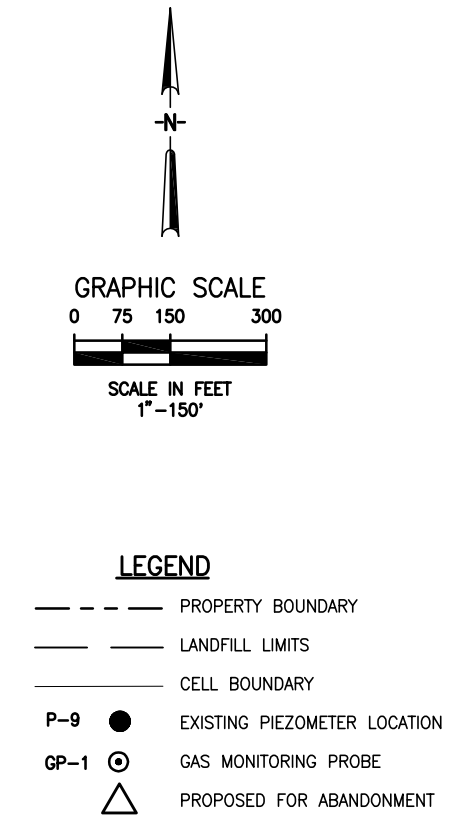 -N-
GRAPHIC SCALE
0 75 150 300
SCALE IN FEET
1"-150'
LEGEND
PROPERTY BOUNDARY
LANDFILL LIMITS
CELL BOUNDARY
P-9 EXISTING PIEZOMETER LOCATION
GP-1 GAS MONITORING PROBE
PROPOSED FOR ABANDONMENT